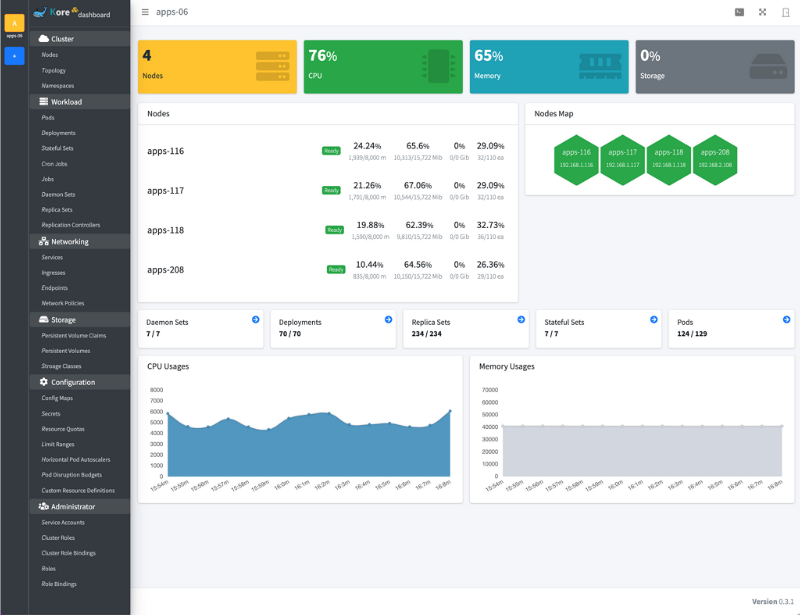 A
apps-06
+
Kore dashboard
Cluster
Nodes
Topology
Namespaces
Workload
Pods
Deployments
Stateful Sets
Cron Jobs
Jobs
Daemon Sets
Replica Sets
Replication Controllers
Networking
Services
Ingresses
Endpoints
Network Policies
Storage
Persistent Volume Claims
Persistent Volumes
Stroage Classes
Configuration
Config Maps
Secrets
Resource Quotas
Limit Ranges
Horizontal Pod Autoscalers
Pod Disruption Budgets
Custom Resource Definitions
Administrator
Service Accounts
Cluster Roles
Cluster Role Bindings
Roles
Role Bindings
apps-06
4
Nodes
76%
CPU
65%
Memory
0%
Storage
Nodes
apps-116 Ready 24.24% 65.6% 0% 29.09%
1,939/8,000 m 10,313/15,722 Mib 0/0 Gib 32/110 ea
apps-117 Ready 21.26% 67.06% 0% 29.09%
1,701/8,000 m 10,544/15,722 Mib 0/0 Gib 32/110 ea
apps-118 Ready 19.88% 62.39% 0% 32.73%
1,590/8,000 m 9,810/15,722 Mib 0/0 Gib 36/110 ea
apps-208 Ready 10.44% 64.56% 0% 26.36%
835/8,000 m 10,150/15,722 Mib 0/0 Gib 29/110 ea
Nodes Map
apps-116 apps-117 apps-118 apps-208
192.168.1.116 192.168.1.117 192.168.1.118 192.168.2.108
Daemon Sets
7 / 7
Deployments
70 / 70
Replica Sets
234 / 234
Stateful Sets
7 / 7
Pods
124 / 129
CPU Usages
8000
7000
6000
5000
4000
3000
2000
1000
0
15:54m 15:55m 15:56m 15:57m 15:58m 15:59m 16:0m 16:1m 16:2m 16:3m 16:4m 16:5m 16:6m 16:7m 16:8m
Memory Usages
70000
60000
50000
40000
30000
20000
10000
0
15:54m 15:55m 15:56m 15:57m 15:58m 15:59m 16:0m 16:1m 16:2m 16:3m 16:4m 16:5m 16:6m 16:7m 16:8m
Version 0.3.1